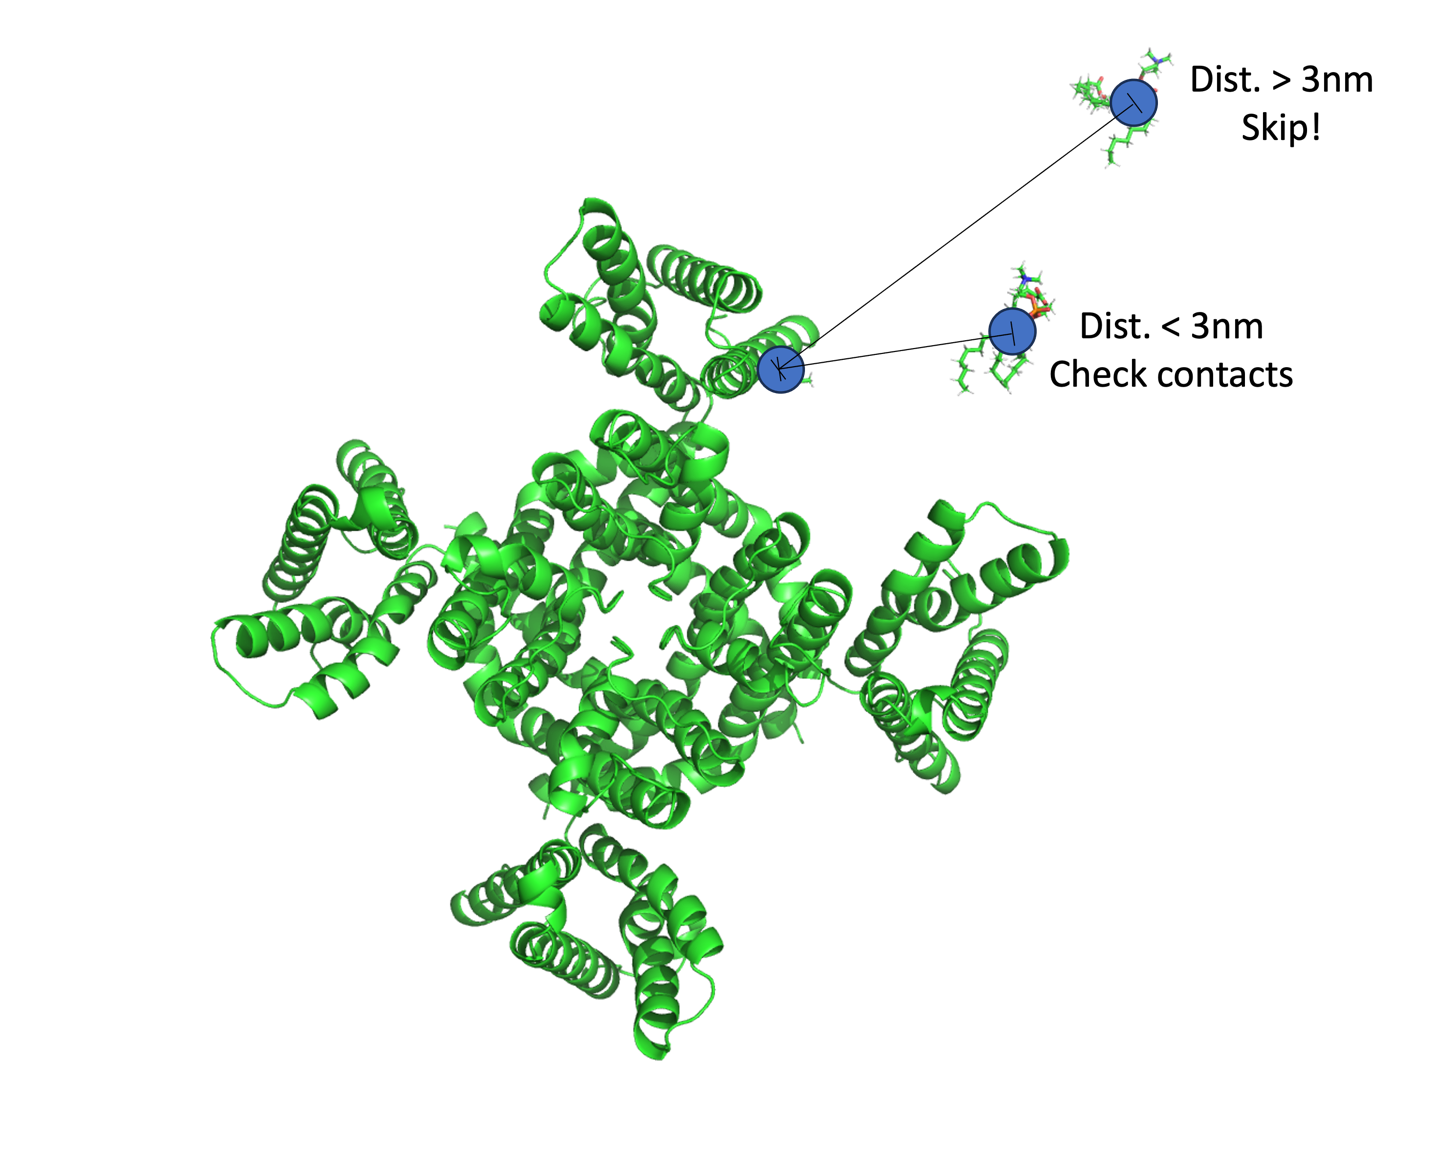 Dist. > 3nm
Skip!
Dist. < 3nm
Check contacts